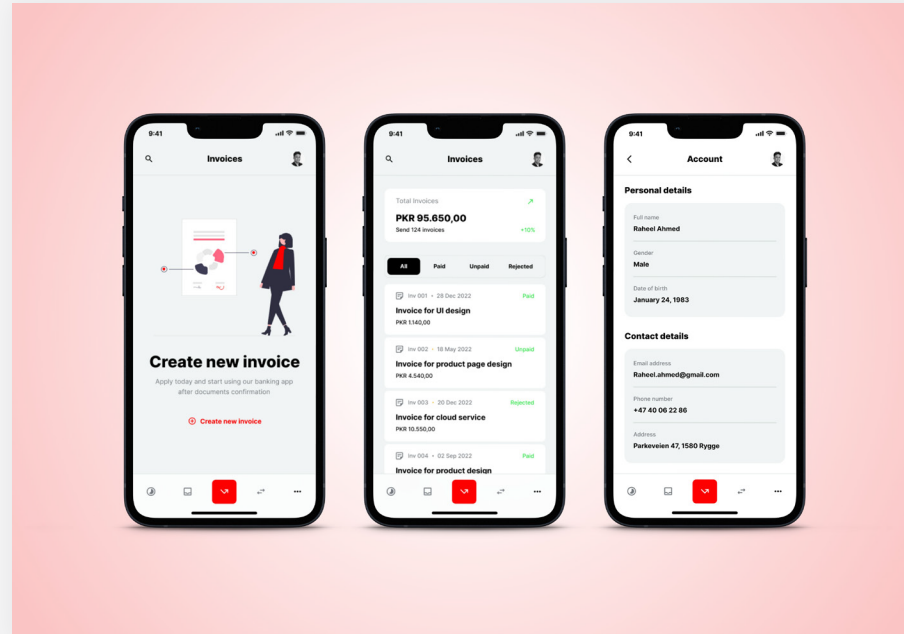 9:41
Invoices
Create new invoice
Apply today and start using our banking app
after documents confirmation
Create new invoice
9:41
Invoices
Total Invoices
PKR 95.650,00
Send 124 invoices
+10%
All Paid Unpaid Rejected
Inv 001 • 28 Dec 2022 Paid
Invoice for UI design
PKR 1.140,00
Inv 002 • 18 May 2022 Unpaid
Invoice for product page design
PKR 4.540,00
Inv 003 • 20 Dec 2022 Rejected
Invoice for cloud service
PKR 10.550,00
Inv 004 • 02 Sep 2022 Paid
Invoice for product design
9:41
Account
Personal details
Full name
Raheel Ahmed
Gender
Male
Date of birth
January 24, 1983
Contact details
Email address
Raheel.ahmed@gmail.com
Phone number
+47 40 06 22 86
Address
Parkeveien 47, 1580 Rygge